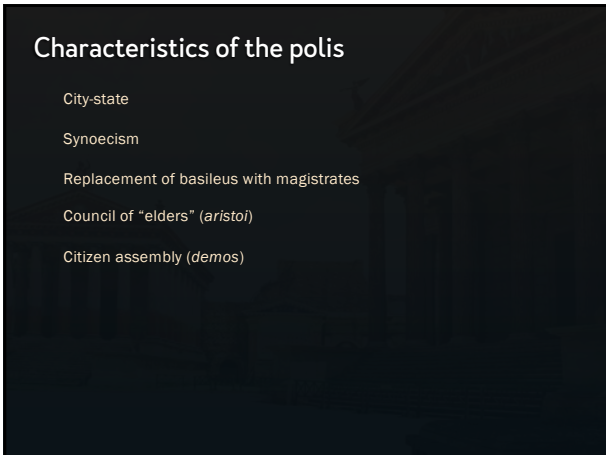 Characteristics of the polis
City-state
Synoecism
Replacement of basileus with magistrates
Council of “elders” (aristoi)
Citizen assembly (demos)